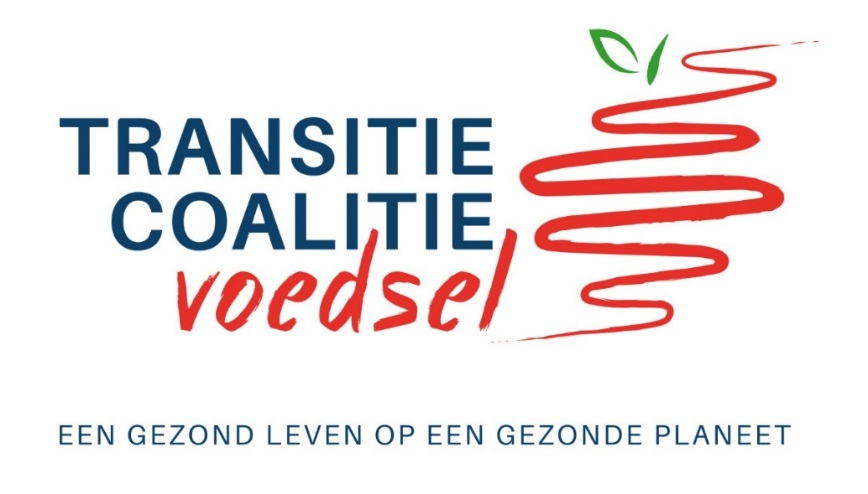 TRANSITIE
COALITIE
voedsel
EEN GEZOND LEVEN OP EEN GEZONDE PLANEET